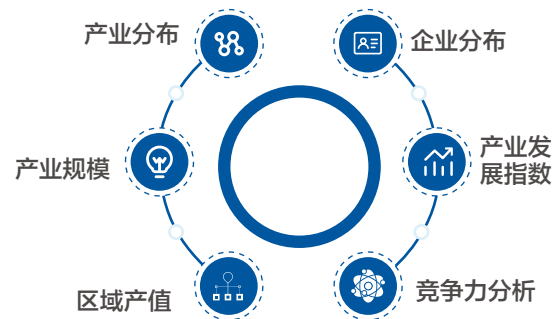 产业分布
企业分布
产业规模
产业发
展指数
区域产值
竞争力分析